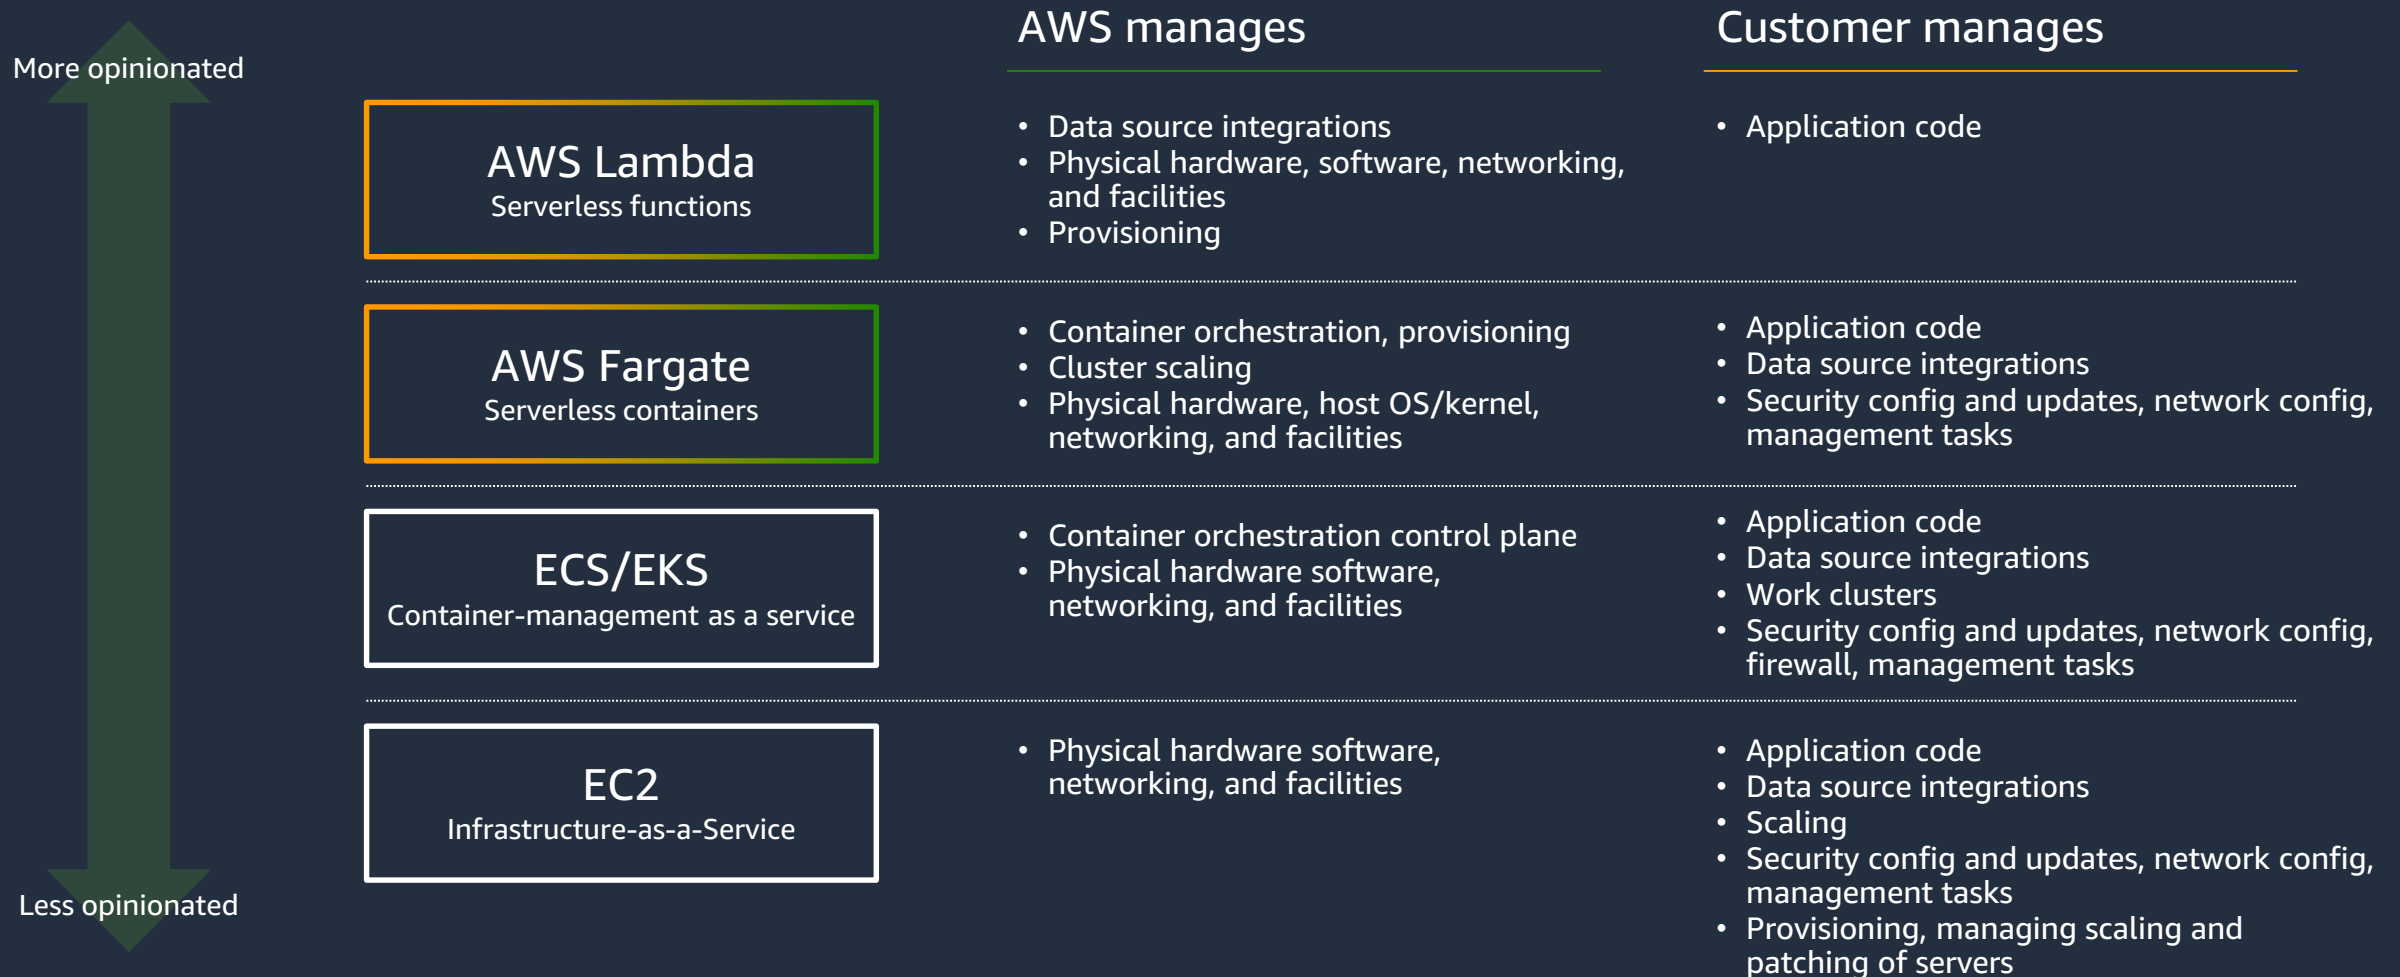 AWS manages
Customer manages
More opinionated
AWS Lambda
Serverless functions
• Data source integrations
• Physical hardware, software, networking,
and facilities
• Provisioning
• Application code
AWS Fargate
Serverless containers
• Container orchestration, provisioning
• Cluster scaling
• Physical hardware, host OS/kernel,
networking, and facilities
• Application code
• Data source integrations
• Security config and updates, network config,
management tasks
ECS/EKS
Container-management as a service
• Container orchestration control plane
• Physical hardware software,
networking, and facilities
• Application code
• Data source integrations
• Work clusters
• Security config and updates, network config,
firewall, management tasks
EC2
Infrastructure-as-a-Service
• Physical hardware software,
networking, and facilities
• Application code
• Data source integrations
• Scaling
• Security config and updates, network config,
management tasks
• Provisioning, managing scaling and
patching of servers
Less opinionated